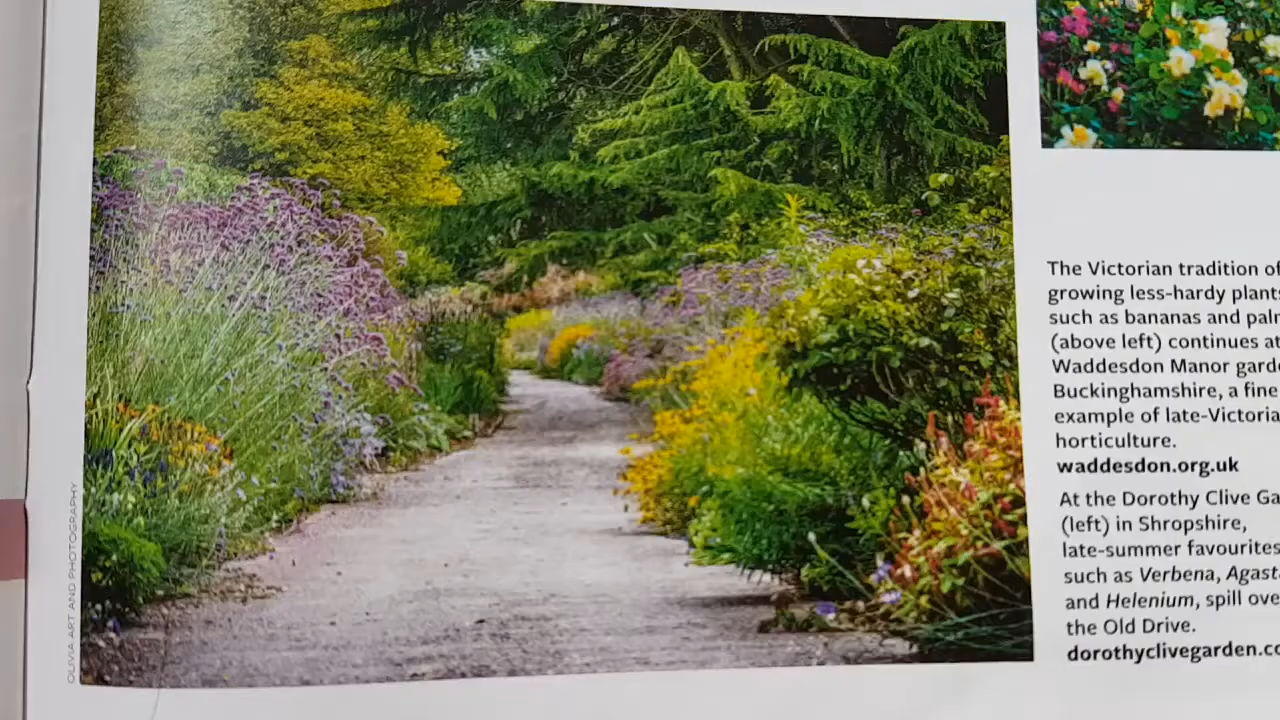 The Victorian tradition of
growing less-hardy plants
such as bananas and palm
(above left) continues at
Waddesdon Manor garde
Buckinghamshire, a fine
example of late-Victoria
horticulture.
waddesdon.org.uk
At the Dorothy Clive Ga
(left) in Shropshire,
late-summer favourites
such as Verbena, Agast
and Helenium, spill ove
the Old Drive.
dorothyclivegarden.co
OLIVIA ART AND PHOTOGRAPHY